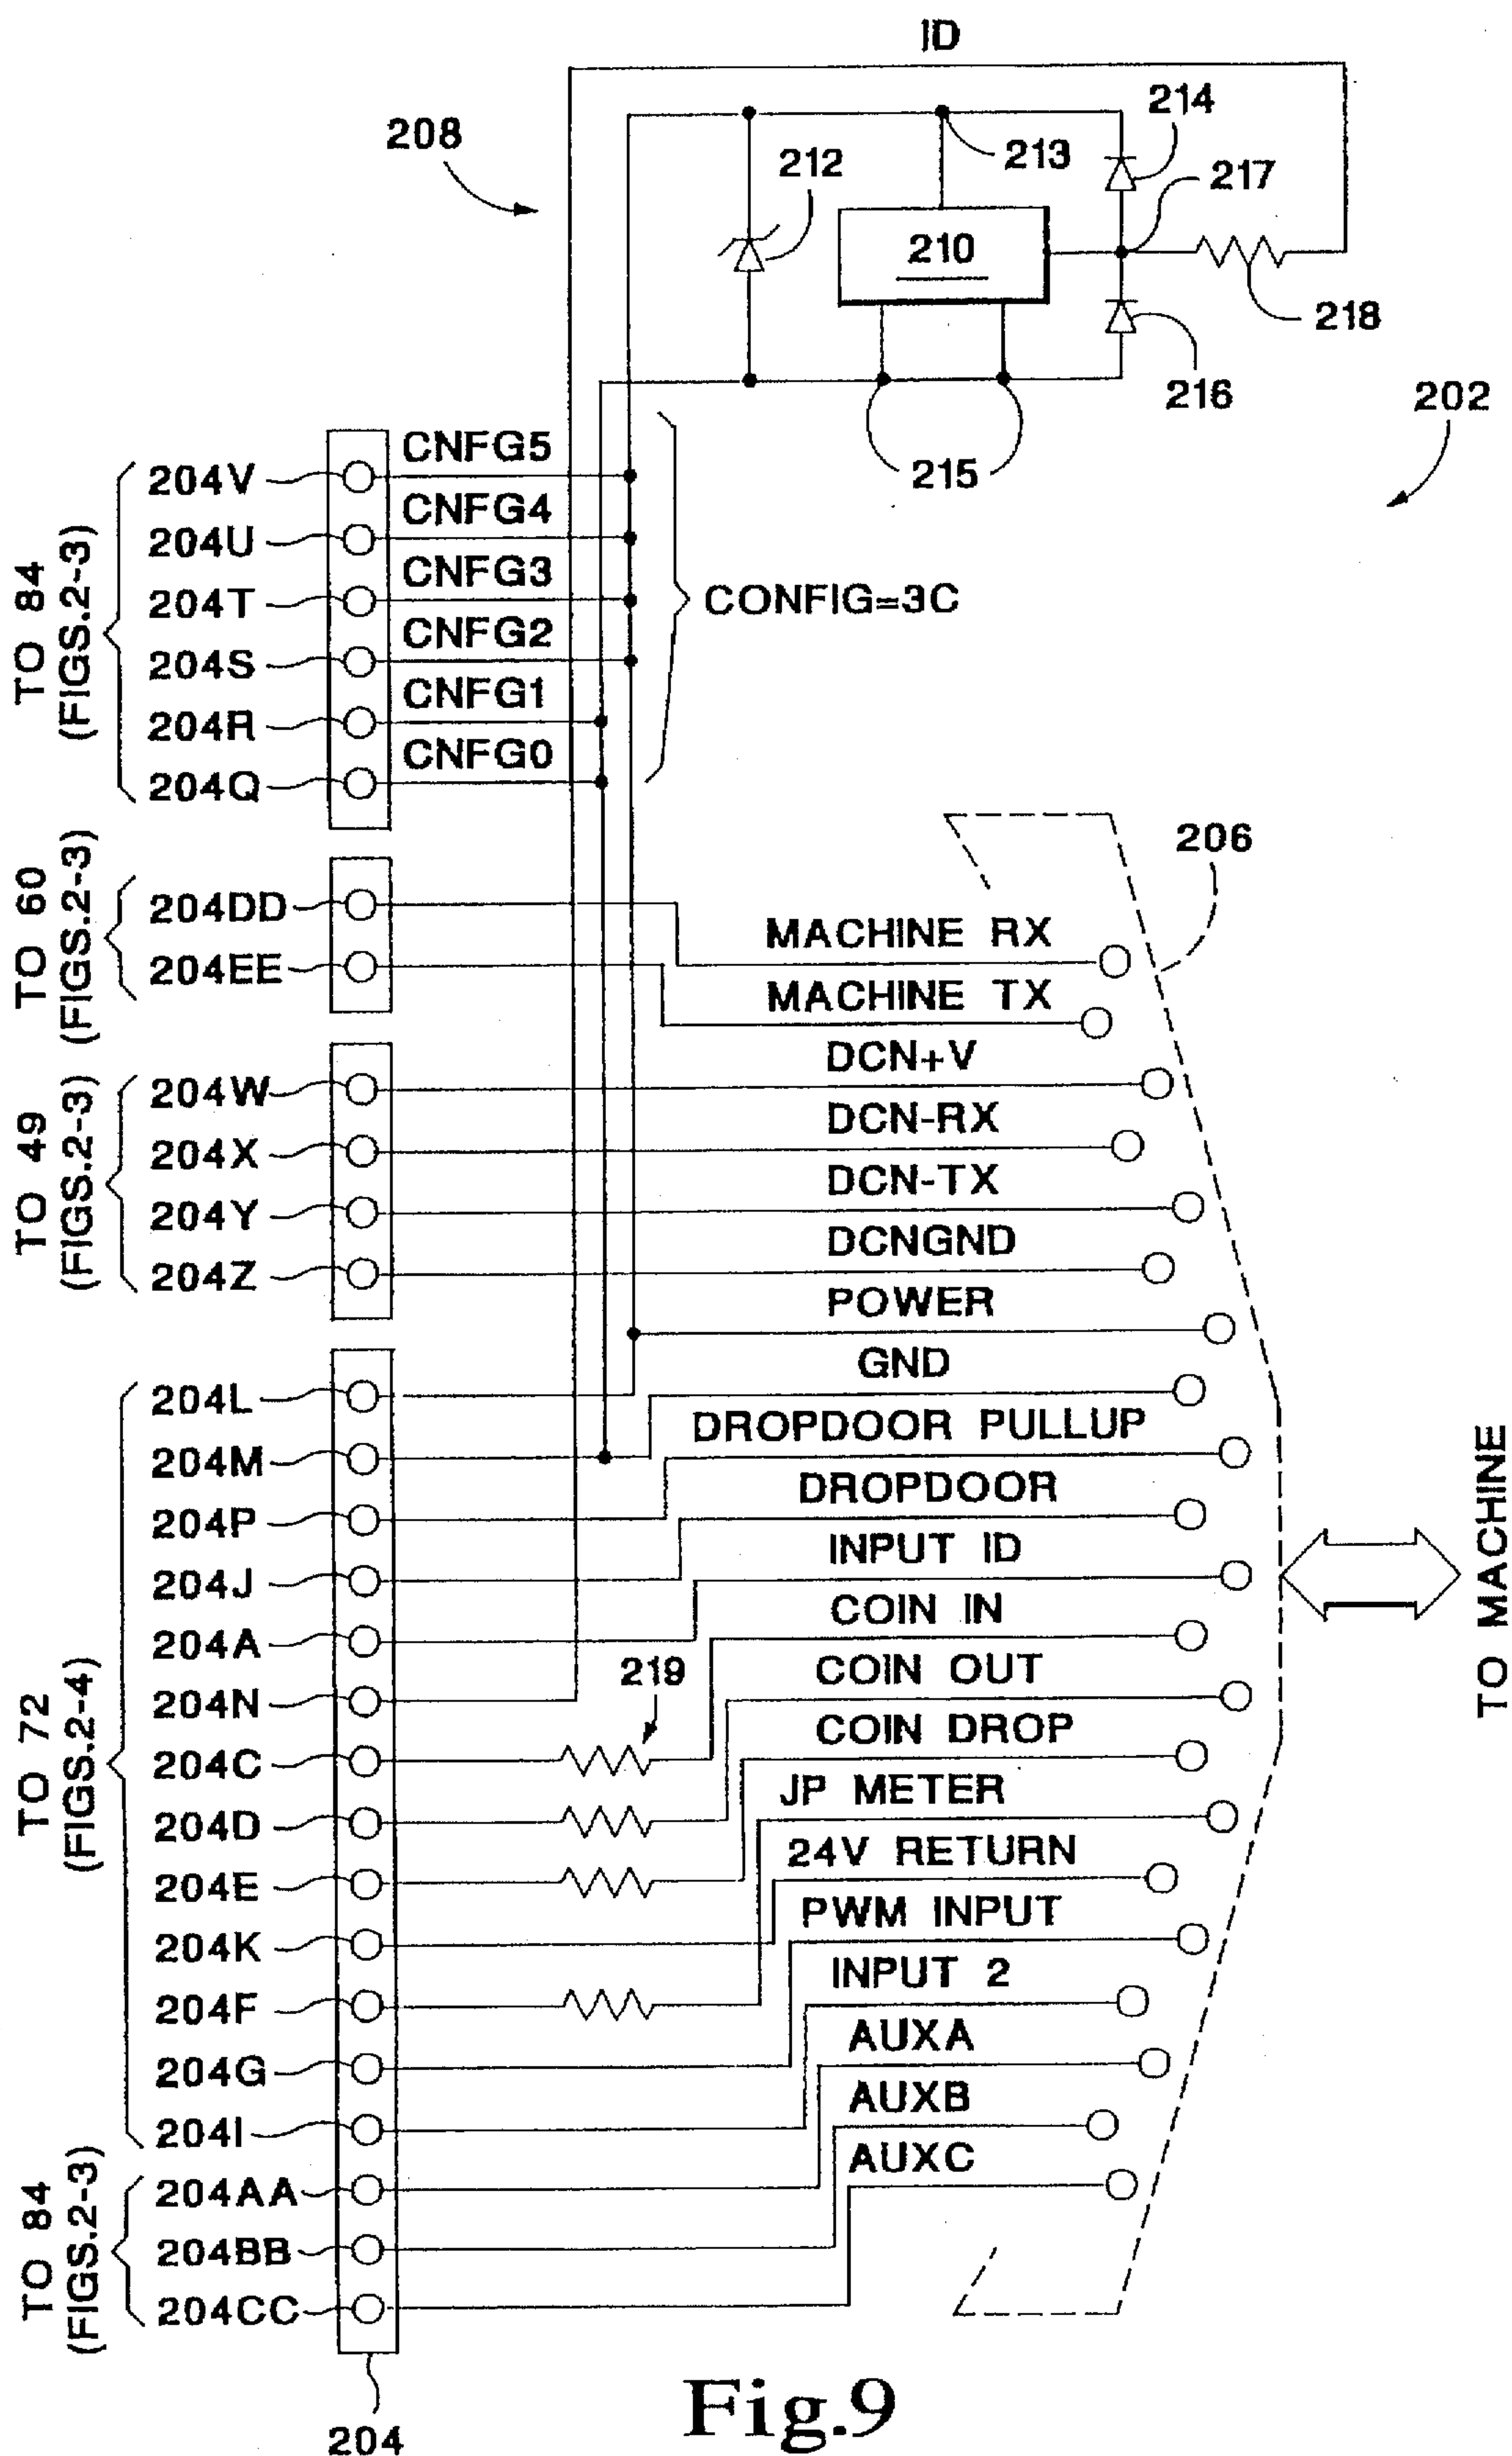 ID
208
212
213
214
217
210
218
216
202
215
TO 84
(FIGS.2-3)
204V
CNFG5
204U
CNFG4
204T
CNFG3
204S
CNFG2
204R
CNFG1
204Q
CNFG0
CONFIG=3C
206
TO 60
(FIGS.2-3)
204DD
MACHINE RX
204EE
MACHINE TX
TO 49
(FIGS.2-3)
204W
DCN+V
204X
DCN-RX
204Y
DCN-TX
204Z
DCNGND
POWER
TO 72
(FIGS.2-4)
204L
GND
204M
DROPDOOR PULLUP
204P
DROPDOOR
204J
INPUT ID
204A
COIN IN
204N
219
COIN OUT
204C
COIN DROP
204D
JP METER
204E
24V RETURN
204K
PWM INPUT
204F
INPUT 2
204G
AUXA
204I
AUXB
TO 84
(FIGS.2-3)
204AA
AUXC
204BB
204CC
TO MACHINE
204
Fig.9